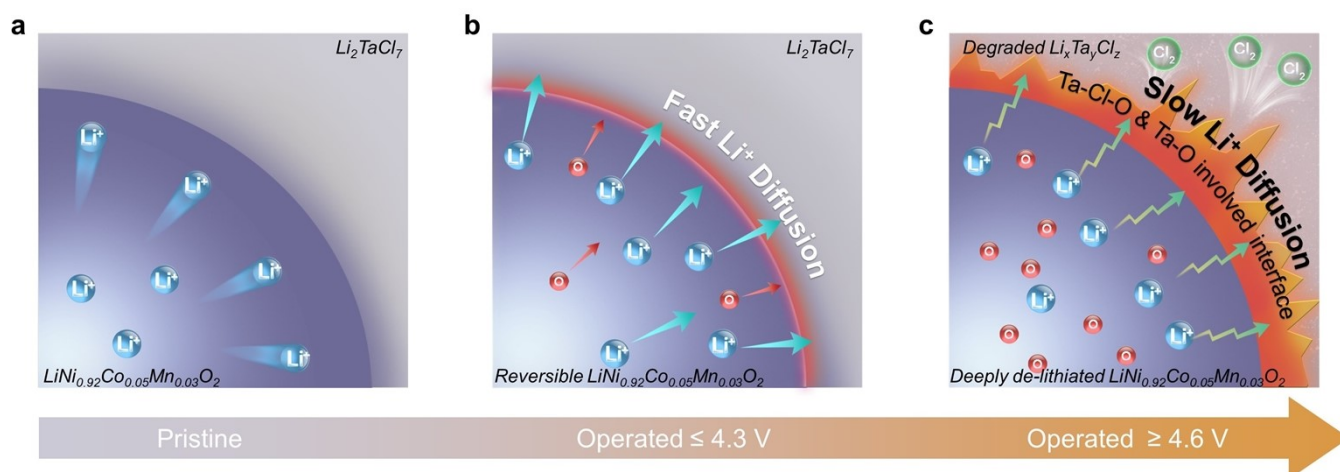 a
Li₂TaCl₇
Li⁺
Li⁺
Li⁺
Li⁺
Li⁺
Li⁺
Li⁺
LiNi₀.₉₂Co₀.₀₅Mn₀.₀₃O₂
Pristine
b
Li₂TaCl₇
Fast Li⁺ Diffusion
Li⁺
O
Li⁺
Li⁺
Li⁺
O
O
Li⁺
Li⁺
Reversible LiNi₀.₉₂Co₀.₀₅Mn₀.₀₃O₂
Operated ≤ 4.3 V
c
Degraded LiₓTaᵧCl_z
Cl₂
Cl₂
Cl₂
Slow Li⁺ Diffusion
Ta-Cl-O & Ta-O involved interface
Li⁺
O
Li⁺
O
Li⁺
O
O
O
Li⁺
Li⁺
O
O
Li⁺
O
O
Deeply de-lithiated LiNi₀.₉₂Co₀.₀₅Mn₀.₀₃O₂
Operated ≥ 4.6 V